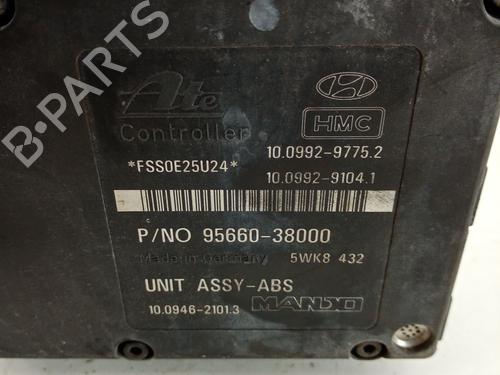 B-PARTS
Ate
Controller
HMC
*FSS0E25U24*
10.0992-9775.2
10.0992-9104.1
P/NO 95660-38000
Made in Germany
5WK8 432
UNIT ASSY-ABS
10.0946-2101.3
MANDO